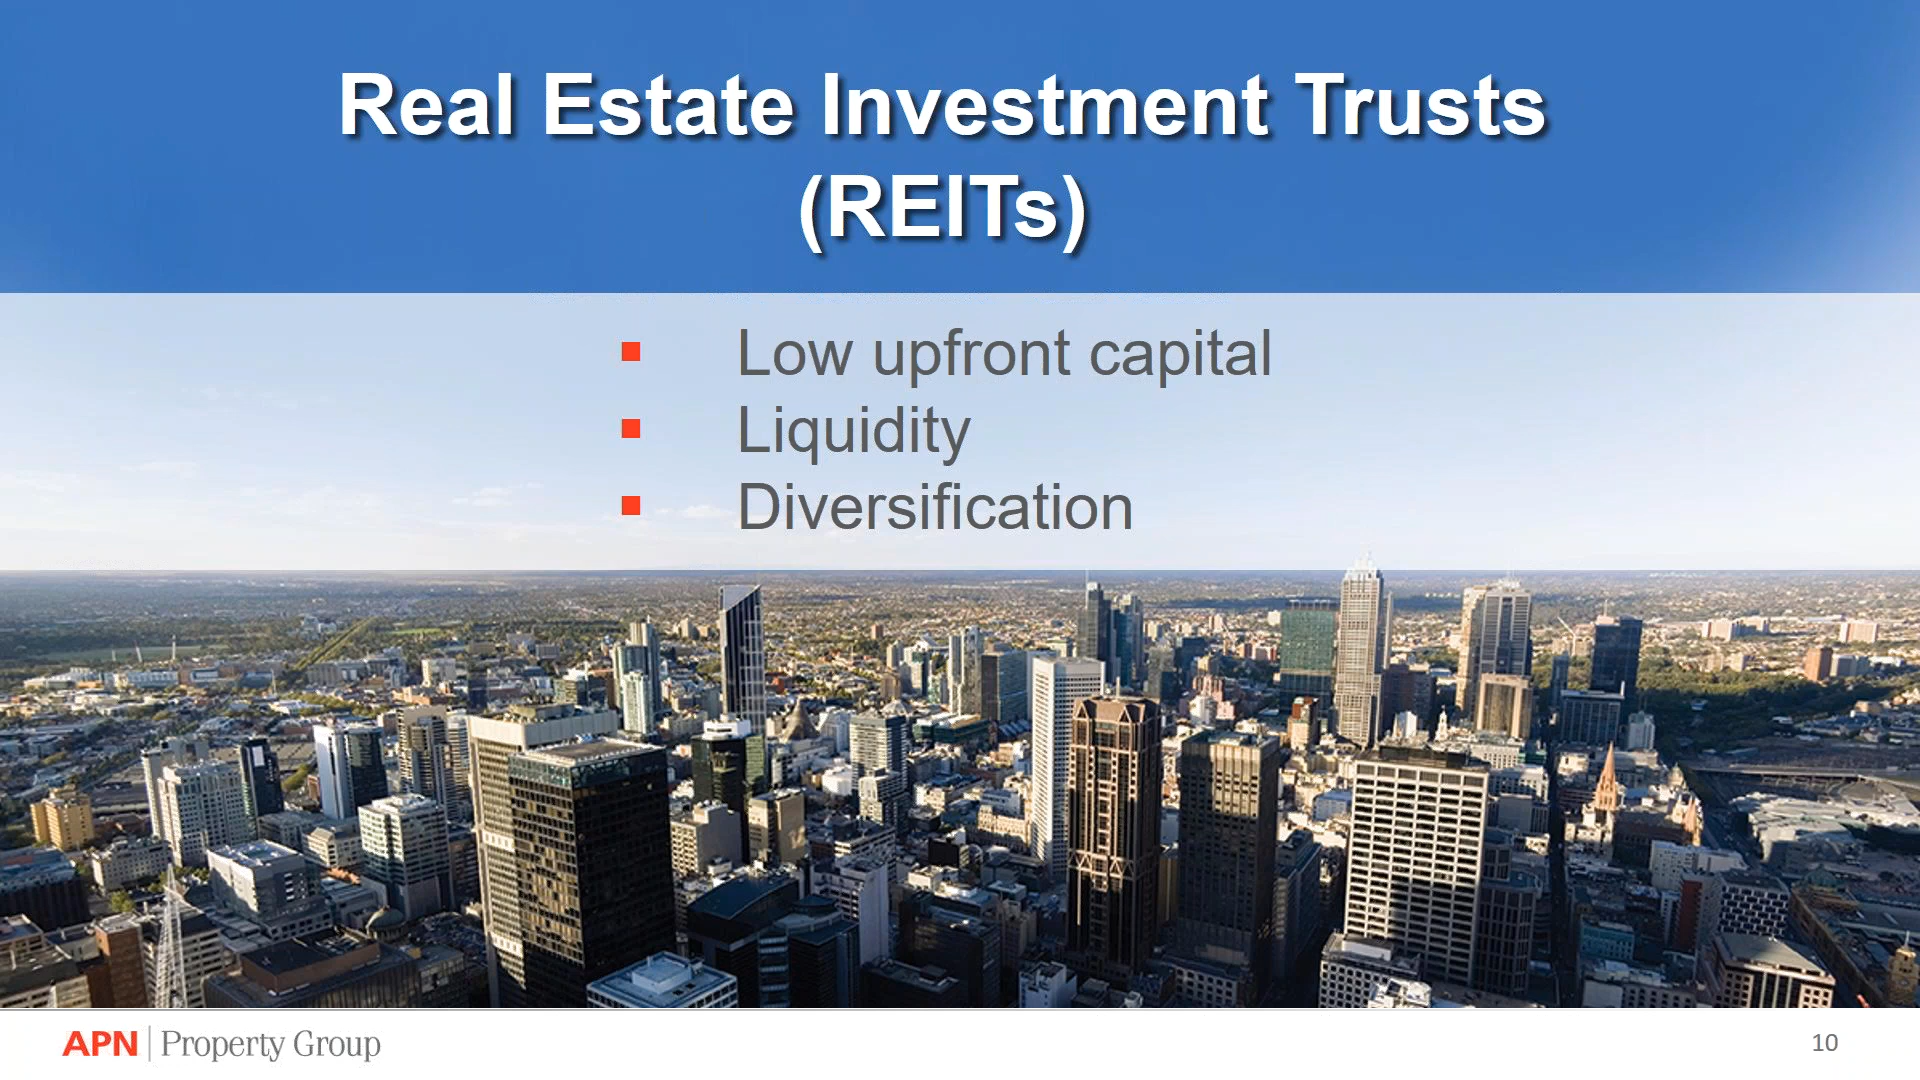 Real Estate Investment Trusts
(REITs)
Low upfront capital
Liquidity
Diversification
APN Property Group
10